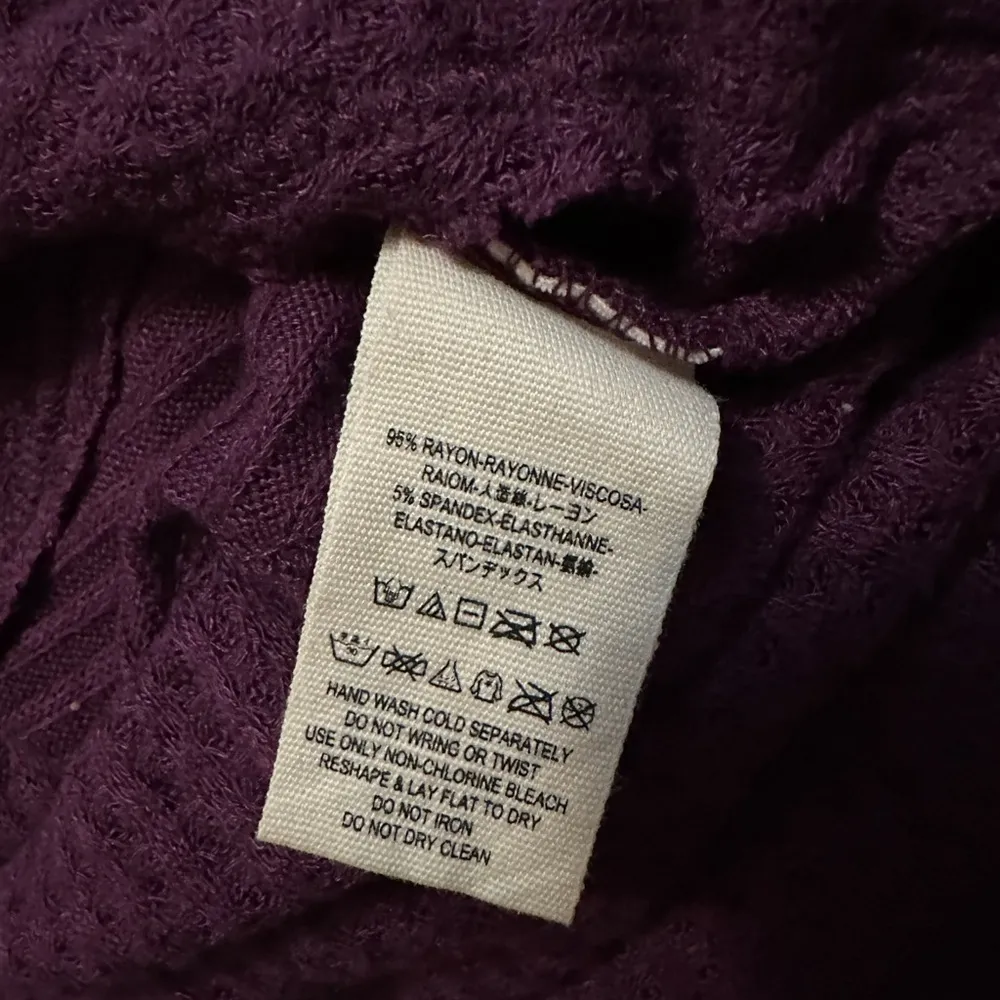 95% RAYON-RAYONNE-VISCOSA-
RAIOM-人造絲-レーヨン
5% SPANDEX-ELASTHANNE-
ELASTANO-ELASTAN-
スパンデックス
HAND WASH COLD SEPARATELY
DO NOT WRING OR TWIST
USE ONLY NON-CHLORINE BLEACH
RESHAPE & LAY FLAT TO DRY
DO NOT IRON
DO NOT DRY CLEAN